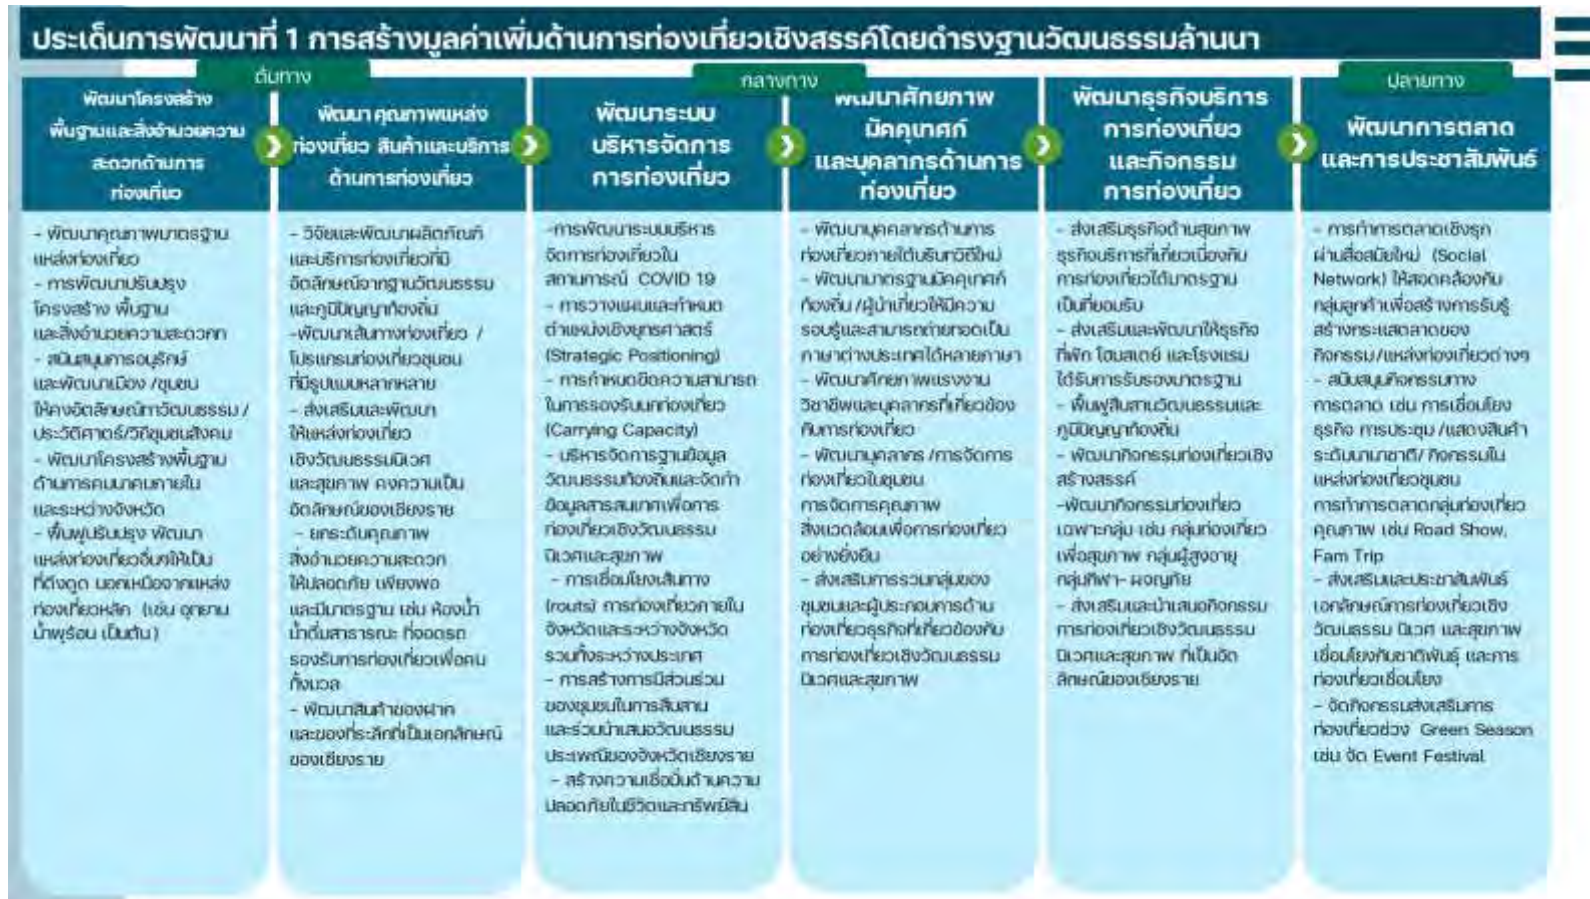 ประเด็นการพัฒนาที่ 1 การสร้างมูลค่าเพิ่มด้านการท่องเที่ยวเชิงสรรค์โดยดำรงฐานวัฒนธรรมล้านนา
ต้นทาง
กลางทาง
ปลายทาง
พัฒนาโครงสร้าง
พื้นฐานและสิ่งอำนวยความ
สะดวกด้านการ
ท่องเที่ยว
พัฒนา คุณภาพแหล่ง
ท่องเที่ยว สินค้าและบริการ
ด้านการท่องเที่ยว
พัฒนาระบบ
บริหารจัดการ
การท่องเที่ยว
พัฒนาศักยภาพ
มัคคุเทศก์
และบุคลากรด้านการ
ท่องเที่ยว
พัฒนาธุรกิจบริการ
การท่องเที่ยว
และกิจกรรม
การท่องเที่ยว
พัฒนาการตลาด
และการประชาสัมพันธ์
- พัฒนาคุณภาพมาตรฐาน
แหล่งท่องเที่ยว
- การพัฒนาปรับปรุง
โครงสร้าง พื้นฐาน
และสิ่งอำนวยความสะดวกท
- สนับสนุนการอนุรักษ์
และพัฒนาเมือง /ชุมชน
ให้คงอัตลักษณ์ทาวัฒนธรรม /
ประวัติศาตร์/วิถีชุมชนสังคม
- พัฒนาโครงสร้างพื้นฐาน
ด้านการคมนาคมภายใน
และระหว่างจังหวัด
- ฟื้นฟูปรับปรุง พัฒนา
แหล่งท่องเที่ยวอื่นๆให้เป็น
ที่ดึงดูด นอกเหนือจากแหล่ง
ท่องเที่ยวหลัก (เช่น อุทยาน
น้ำพุร้อน เป็นต้น)
- วิจัยและพัฒนาผลิตภัณฑ์
และบริการท่องเที่ยวที่มี
อัตลักษณ์จากฐานวัฒนธรรม
และภูมิปัญญาท้องถิ่น
-พัฒนาเส้นทางท่องเที่ยว /
โปรแกรมท่องเที่ยวชุมชน
ที่มีรูปแบบหลากหลาย
- ส่งเสริมและพัฒนา
ให้แหล่งท่องเที่ยว
เชิงวัฒนธรรมนิเวศ
และสุขภาพ คงความเป็น
อัตลักษณ์ของเชียงราย
- ยกระดับคุณภาพ
สิ่งอำนวยความสะดวก
ให้ปลอดภัย เพียงพอ
และมีมาตรฐาน เช่น ห้องน้ำ
น้ำดื่มสาธารณะ ที่จอดรถ
รองรับการท่องเที่ยวเพื่อคน
ทั้งมวล
- พัฒนาสินค้าของฝาก
และของที่ระลึกที่เป็นเอกลักษณ์
ของเชียงราย
-การพัฒนาระบบบริหาร
จัดการท่องเที่ยวใน
สถานการณ์ COVID 19
- การวางแผนและกำหนด
ตำแหน่งเชิงยุทธศาสตร์
(Strategic Positioning)
- การกำหนดขีดความสามารถ
ในการรองรับนกท่องเที่ยว
(Carrying Capacity)
- บริหารจัดการฐานข้อมูล
วัฒนธรรมท้องถิ่นและจัดทำ
ข้อมูลสารสนเทศเพื่อการ
ท่องเที่ยวเชิงวัฒนธรรม
นิเวศและสุขภาพ
- การเชื่อมโยงเส้นทาง
(routs) การท่องเที่ยวภายใน
จังหวัดและระหว่างจังหวัด
รวมทั้งระหว่างประเทศ
- การสร้างการมีส่วนร่วม
ของชุมชนในการสืบสาน
และร่วมนำเสนอวัฒนธรรม
ประเพณีของจังหวัดเชียงราย
- สร้างความเชื่อมั่นด้านความ
ปลอดภัยในชีวิตและทรัพย์สิน
- พัฒนาบุคคลากรด้านการ
ท่องเที่ยวภายใต้บริบทวิถีใหม่
- พัฒนามาตรฐานมัคคุเทศก์
ท้องถิ่น /ผู้นำเที่ยวให้มีความ
รอบรู้และสามารถถ่ายทอดเป็น
ภาษาต่างประเทศได้หลายภาษา
- พัฒนาศักยภาพแรงงาน
วิชาชีพและบุคลากรที่เกี่ยวข้อง
กับการท่องเที่ยว
- พัฒนาบุคลากร /การจัดการ
ท่องเที่ยวในชุมชน
การจัดการคุณภาพ
สิ่งแวดล้อมเพื่อการท่องเที่ยว
อย่างยั่งยืน
- ส่งเสริมการรวมกลุ่มของ
ชุมชนและผู้ประกอบการด้าน
ท่องเที่ยวธุรกิจที่เกี่ยวข้องกับ
การท่องเที่ยวเชิงวัฒนธรรม
นิเวศและสุขภาพ
- ส่งเสริมธุรกิจด้านสุขภาพ
ธุรกิจบริการที่เกี่ยวเนื่องกับ
การท่องเที่ยวได้มาตรฐาน
เป็นที่ยอมรับ
- ส่งเสริมและพัฒนาให้ธุรกิจ
ที่พัก โฮมสเตย์ และโรงแรม
ได้รับการรับรองมาตรฐาน
- ฟื้นฟูสืบสานวัฒนธรรมและ
ภูมิปัญญาท้องถิ่น
- พัฒนากิจกรรมท่องเที่ยวเชิง
สร้างสรรค์
-พัฒนากิจกรรมท่องเที่ยว
เฉพาะกลุ่ม เช่น กลุ่มท่องเที่ยว
เพื่อสุขภาพ กลุ่มผู้สูงอายุ
กลุ่มกีฬา- ผจญภัย
- ส่งเสริมและนำเสนอกิจกรรม
การท่องเที่ยวเชิงวัฒนธรรม
นิเวศและสุขภาพ ที่เป็นอัต
ลักษณ์ของเชียงราย
- การทำการตลาดเชิงรุก
ผ่านสื่อสมัยใหม่ (Social
Network) ให้สอดคล้องกับ
กลุ่มลูกค้าเพื่อสร้างการรับรู้
สร้างกระแสตลาดของ
กิจกรรม/แหล่งท่องเที่ยวต่างๆ
- สนับสนุนกิจกรรมทาง
การตลาด เช่น การเชื่อมโยง
ธุรกิจ การประชุม /แสดงสินค้า
ระดับนานาชาติ/ กิจกรรมใน
แหล่งท่องเที่ยวชุมชน
การทำการตลาดกลุ่มท่องเที่ยว
คุณภาพ เช่น Road Show,
Fam Trip
- ส่งเสริมและประชาสัมพันธ์
เอกลักษณ์การท่องเที่ยวเชิง
วัฒนธรรม นิเวศ และสุขภาพ
เชื่อมโยงกับชาติพันธุ์ และการ
ท่องเที่ยวเชื่อมโยง
- จัดกิจกรรมส่งเสริมการ
ท่องเที่ยวช่วง Green Season
เช่น จัด Event Festival